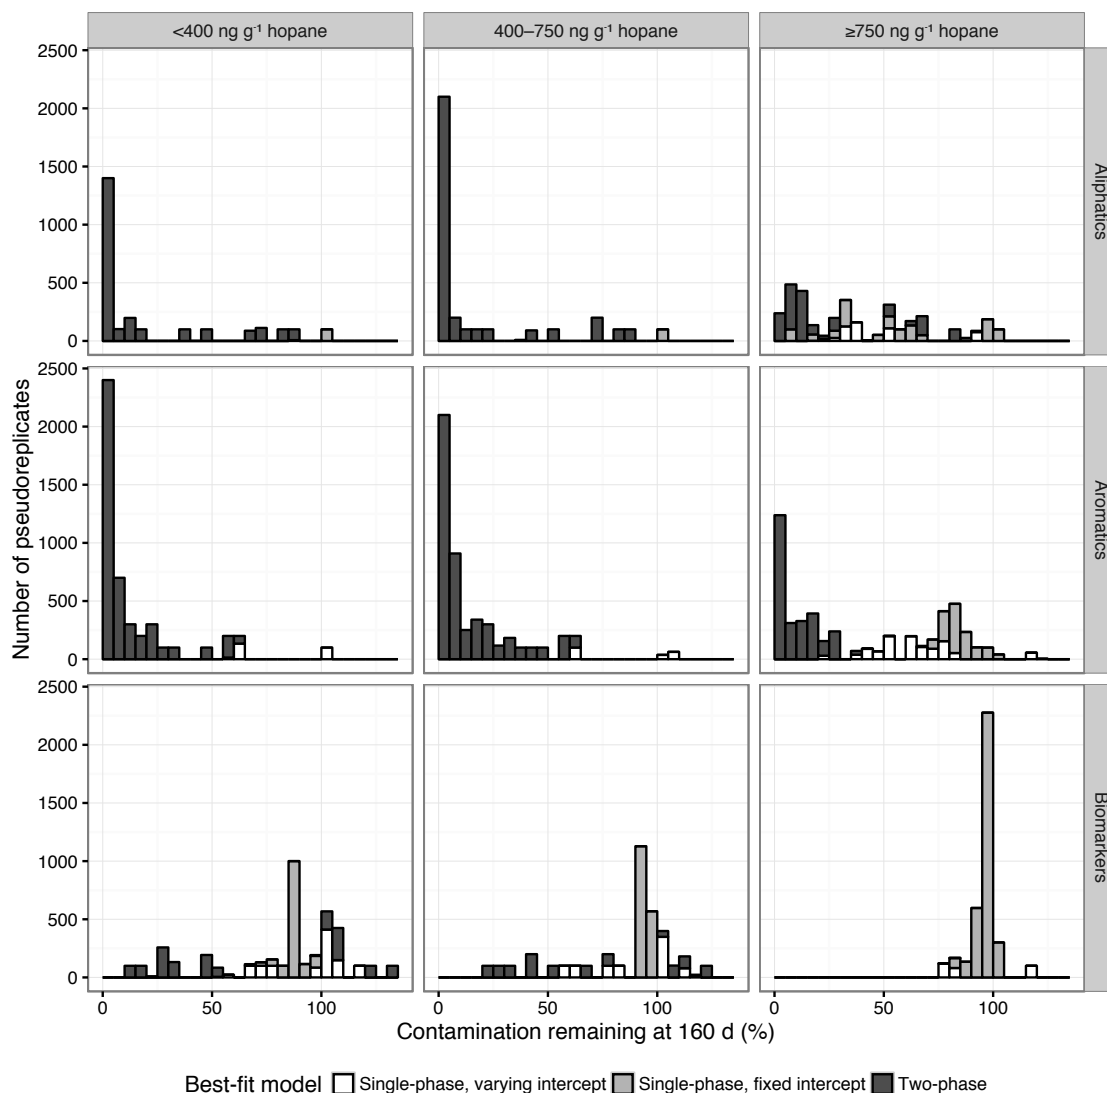 <400 ng g⁻¹ hopane
400–750 ng g⁻¹ hopane
≥750 ng g⁻¹ hopane
2500
2000
1500
1000
500
0
Aliphatics
2500
2000
1500
1000
500
0
Aromatics
2500
2000
1500
1000
500
0
Biomarkers
Number of pseudoreplicates
0 50 100
0 50 100
0 50 100
Contamination remaining at 160 d (%)
Best-fit model Single-phase, varying intercept Single-phase, fixed intercept Two-phase